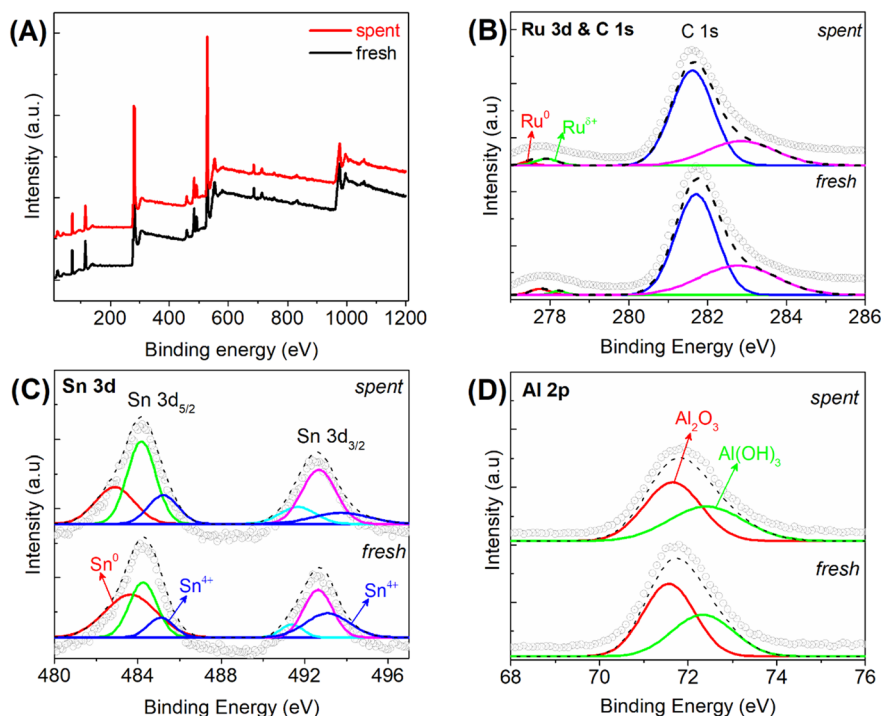 (A)
spent
fresh
Intensity (a.u.)
200 400 600 800 1000 1200
Binding energy (eV)
(B) Ru 3d & C 1s
C 1s
spent
Ru⁰
Ruᵟ⁺
fresh
Intensity (a.u.)
278 280 282 284 286
Binding Energy (eV)
(C) Sn 3d
spent
Sn 3d₅/₂
Sn 3d₃/₂
fresh
Sn⁰
Sn⁴⁺
Sn⁴⁺
Intensity (a.u)
480 484 488 492 496
Binding Energy (eV)
(D) Al 2p
spent
Al₂O₃
Al(OH)₃
fresh
Intensity (a.u)
68 70 72 74 76
Binding Energy (eV)